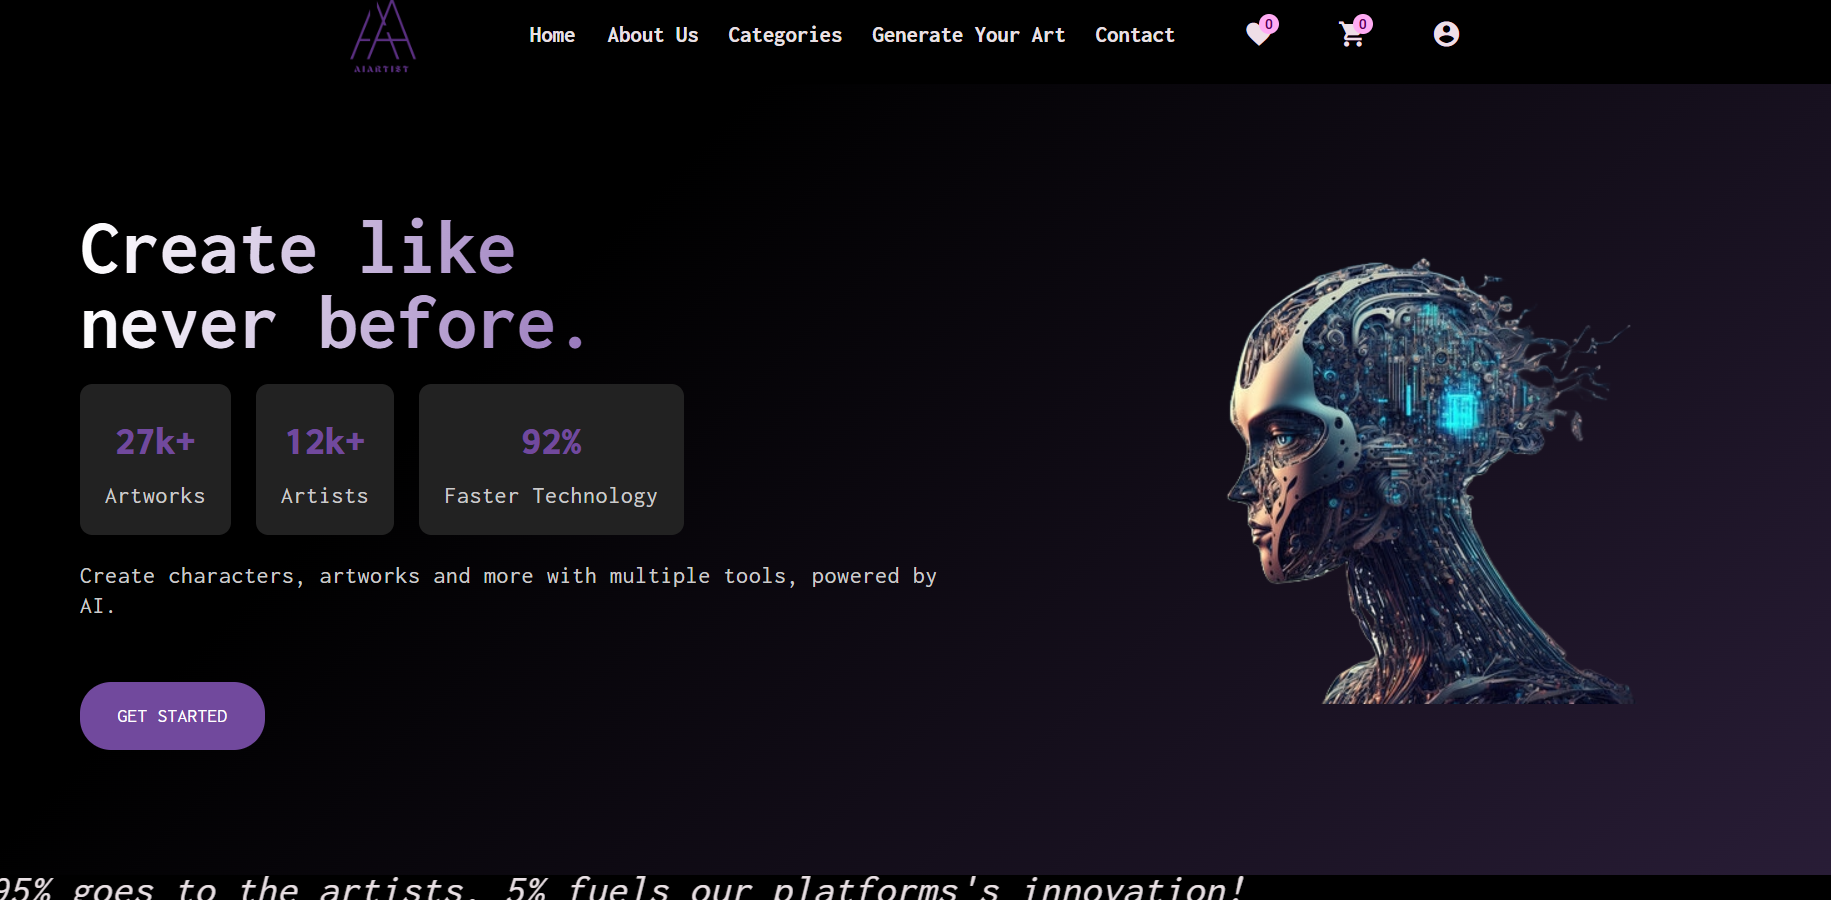 AIARTIST
Home About Us Categories Generate Your Art Contact 0 0
Create like
never before.
27k+ 12k+ 92%
Artworks Artists Faster Technology
Create characters, artworks and more with multiple tools, powered by
AI.
GET STARTED
95% goes to the artists. 5% fuels our platforms's innovation!